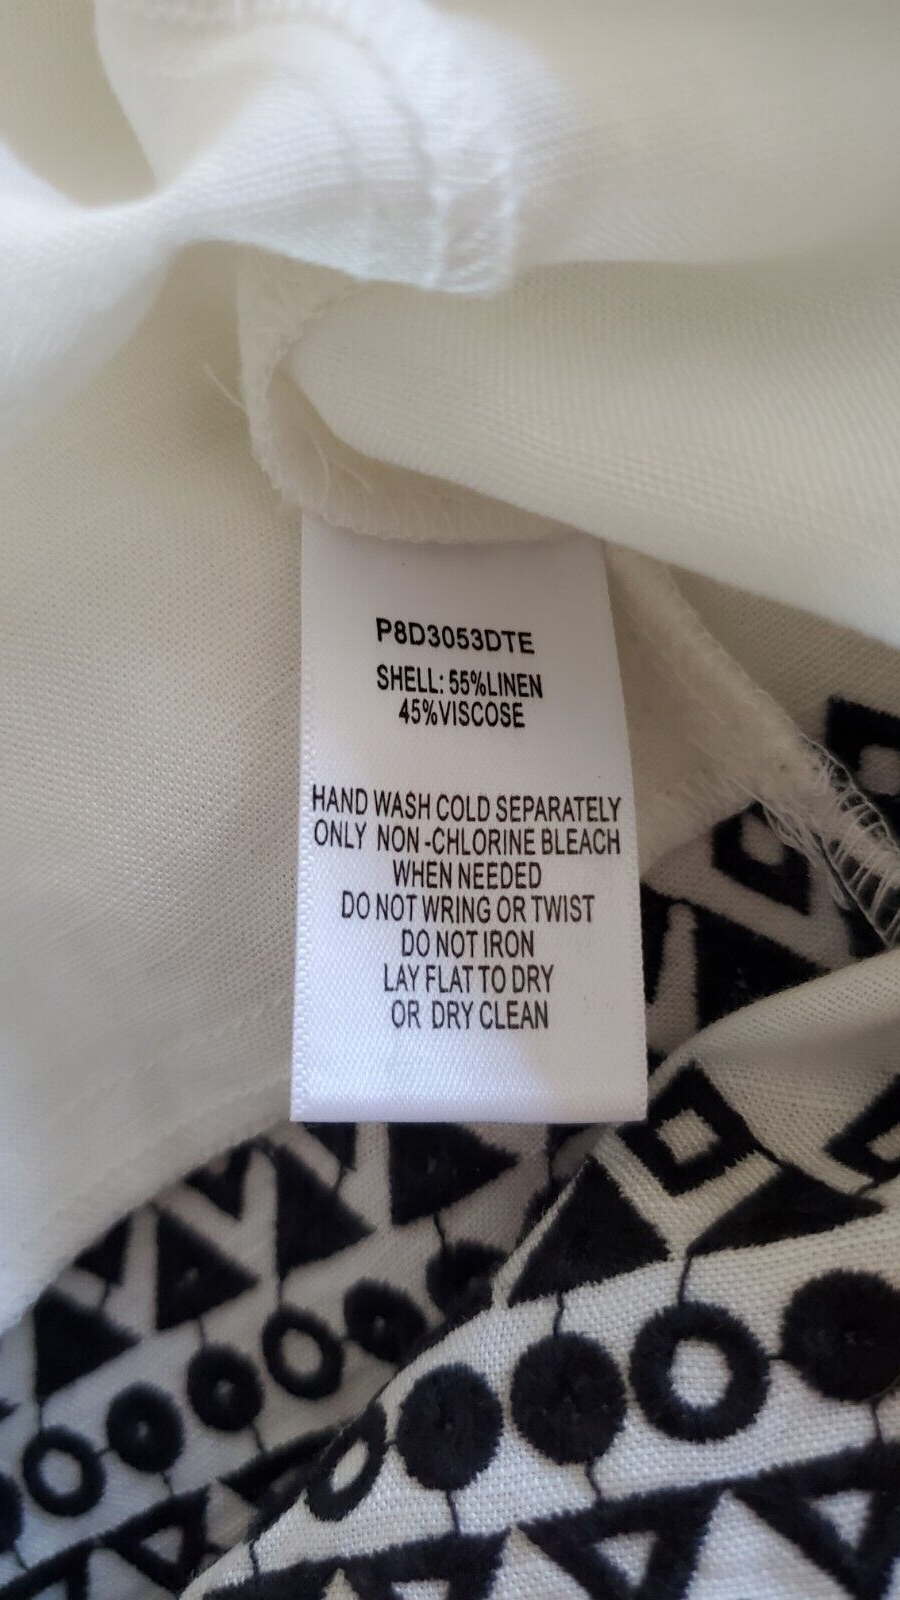 P8D3053DTE
SHELL: 55%LINEN
45%VISCOSE
HAND WASH COLD SEPARATELY
ONLY NON-CHLORINE BLEACH
WHEN NEEDED
DO NOT WRING OR TWIST
DO NOT IRON
LAY FLAT TO DRY
OR DRY CLEAN